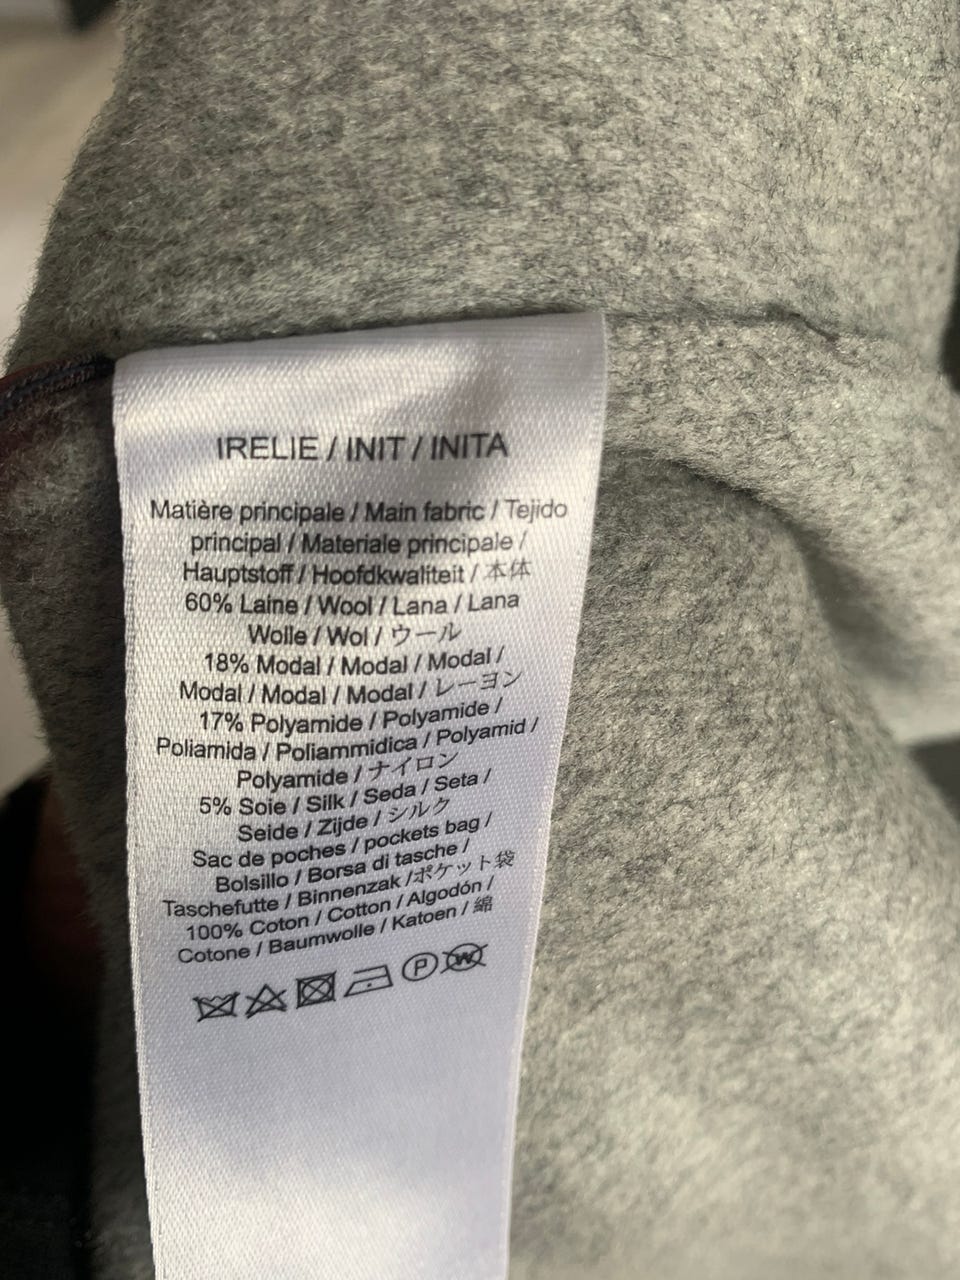 IRELIE / INIT / INITA
Matière principale / Main fabric / Tejido
principal / Materiale principale /
Hauptstoff / Hoofdkwaliteit / 本体
60% Laine / Wool / Lana / Lana
Wolle / Wol / ウール
18% Modal / Modal / Modal /
Modal / Modal / Modal / レーヨン
17% Polyamide / Polyamide /
Poliamida / Poliammidica / Polyamid /
Polyamide / ナイロン
5% Soie / Silk / Seda / Seta /
Seide / Zijde / シルク
Sac de poches / pockets bag /
Bolsillo / Borsa di tasche /
Taschefutte / Binnenzak /ポケット袋
100% Coton / Cotton / Algodón /
Cotone / Baumwolle / Katoen / 綿
P W